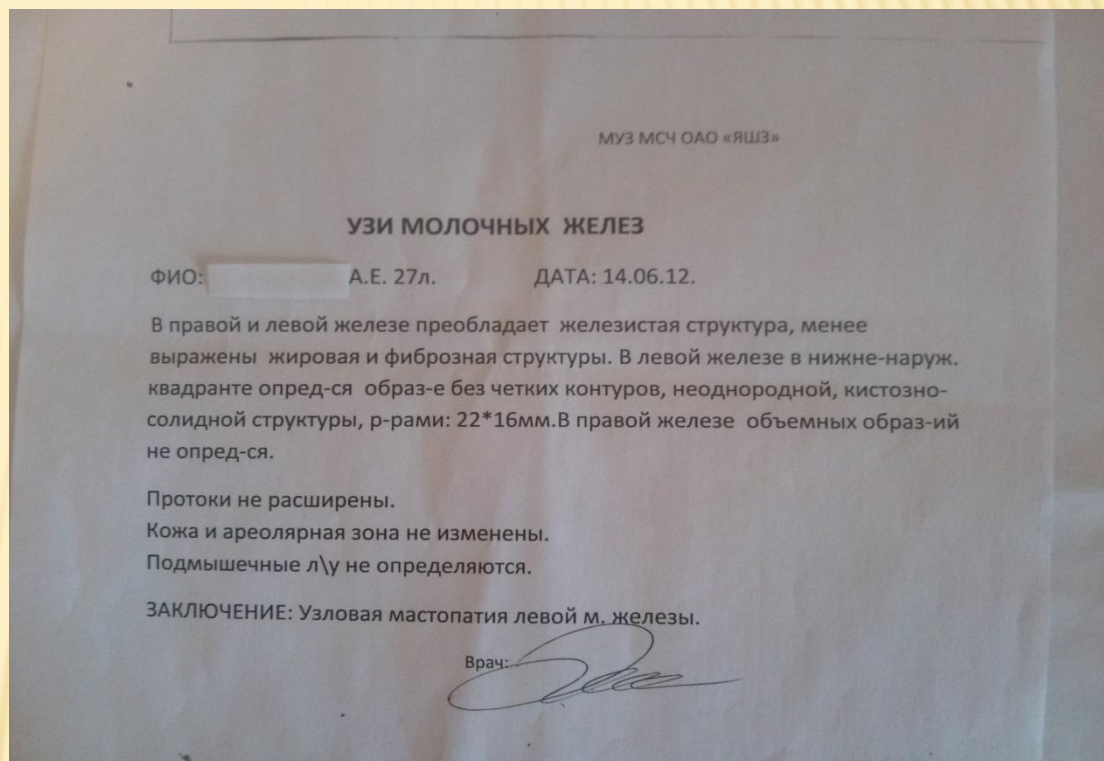 МУЗ МСЧ ОАО «ЯШЗ»
УЗИ МОЛОЧНЫХ ЖЕЛЕЗ
ФИО: А.Е. 27л. ДАТА: 14.06.12.
В правой и левой железе преобладает железистая структура, менее
выражены жировая и фиброзная структуры. В левой железе в нижне-наруж.
квадранте опред-ся образ-е без четких контуров, неоднородной, кистозно-
солидной структуры, р-рами: 22*16мм.В правой железе объемных образ-ий
не опред-ся.
Протоки не расширены.
Кожа и ареолярная зона не изменены.
Подмышечные л\у не определяются.
ЗАКЛЮЧЕНИЕ: Узловая мастопатия левой м. железы.
Врач: